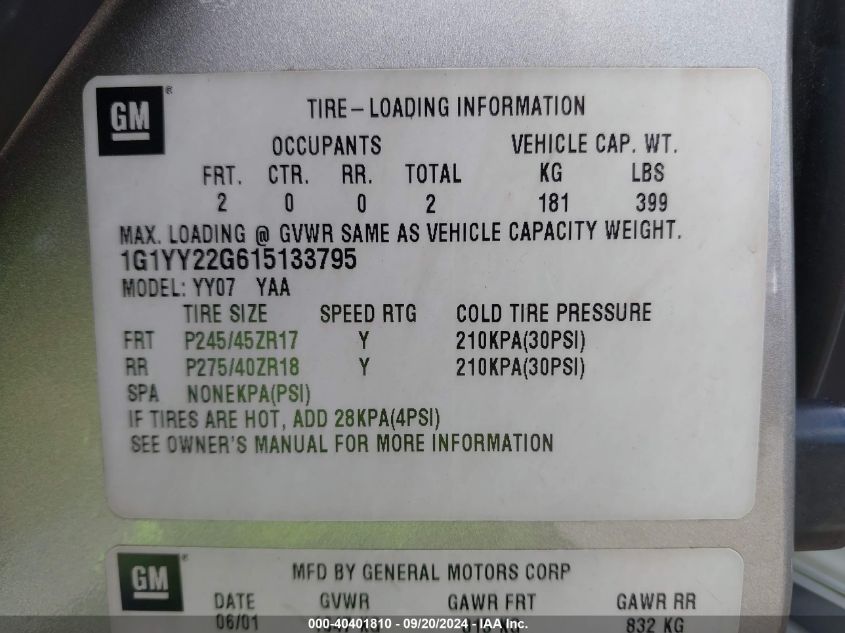 GM ®
TIRE-LOADING INFORMATION
OCCUPANTS VEHICLE CAP. WT.
FRT. CTR. RR. TOTAL KG LBS
2 0 0 2 181 399
MAX. LOADING @ GVWR SAME AS VEHICLE CAPACITY WEIGHT.
1G1YY22G615133795
MODEL: YY07 YAA
TIRE SIZE SPEED RTG COLD TIRE PRESSURE
FRT P245/45ZR17 Y 210KPA(30PSI)
RR P275/40ZR18 Y 210KPA(30PSI)
SPA NONEKPA(PSI)
IF TIRES ARE HOT, ADD 28KPA(4PSI)
SEE OWNER'S MANUAL FOR MORE INFORMATION
GM ®
MFD BY GENERAL MOTORS CORP
DATE GVWR GAWR FRT GAWR RR
06/01 KG KG 832 KG
000-40401810 - 09/20/2024 - IAA Inc.